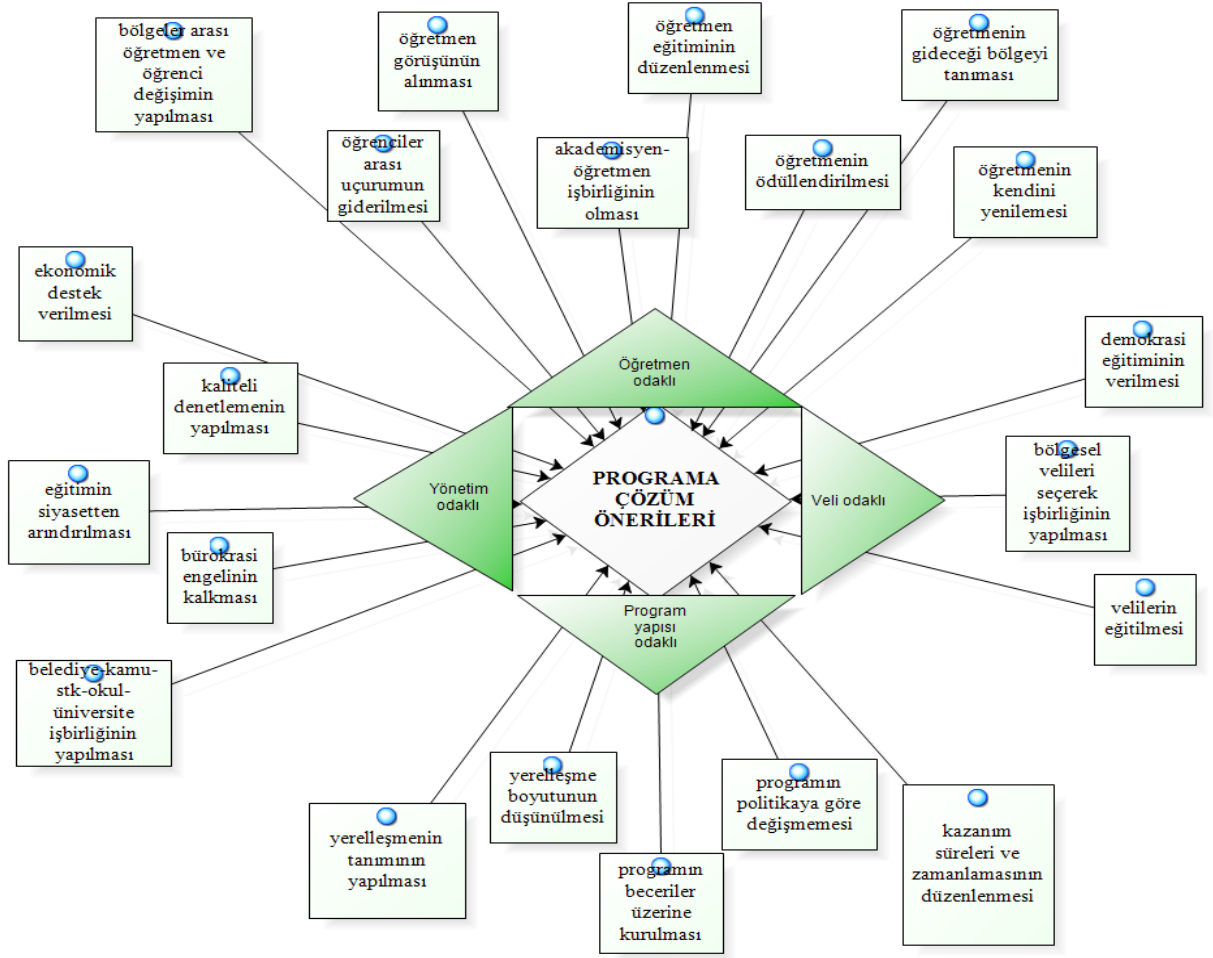 bölgeler arası
öğretmen ve
öğrenci
değişimin
yapılması
öğretmen
görüşünün
alınması
öğretmen
eğitiminin
düzenlenmesi
öğretmenin
gideceği bölgeyi
tanıması
öğrenciler
arası
uçurumun
giderilmesi
akademisyen-
öğretmen
işbirliğinin
olması
öğretmenin
ödüllendirilmesi
öğretmenin
kendini
yenilemesi
ekonomik
destek
verilmesi
kaliteli
denetlemenin
yapılması
eğitimin
siyasetten
arındırılması
bürokrasi
engelinin
kalkması
belediye-kamu-
stk-okul-
üniversite
işbirliğinin
yapılması
Öğretmen
odaklı
Yönetim
odaklı
PROGRAMA
ÇÖZÜM
ÖNERİLERİ
Veli odaklı
Program
yapısı
odaklı
demokrasi
eğitiminin
verilmesi
bölgesel
velileri
seçerek
işbirliğinin
yapılması
velilerin
eğitilmesi
yerelleşmenin
tanımının
yapılması
yerelleşme
boyutunun
düşünülmesi
programın
beceriler
üzerine
kurulması
programın
politikaya göre
değişmemesi
kazanım
süreleri ve
zamanlamasının
düzenlenmesi